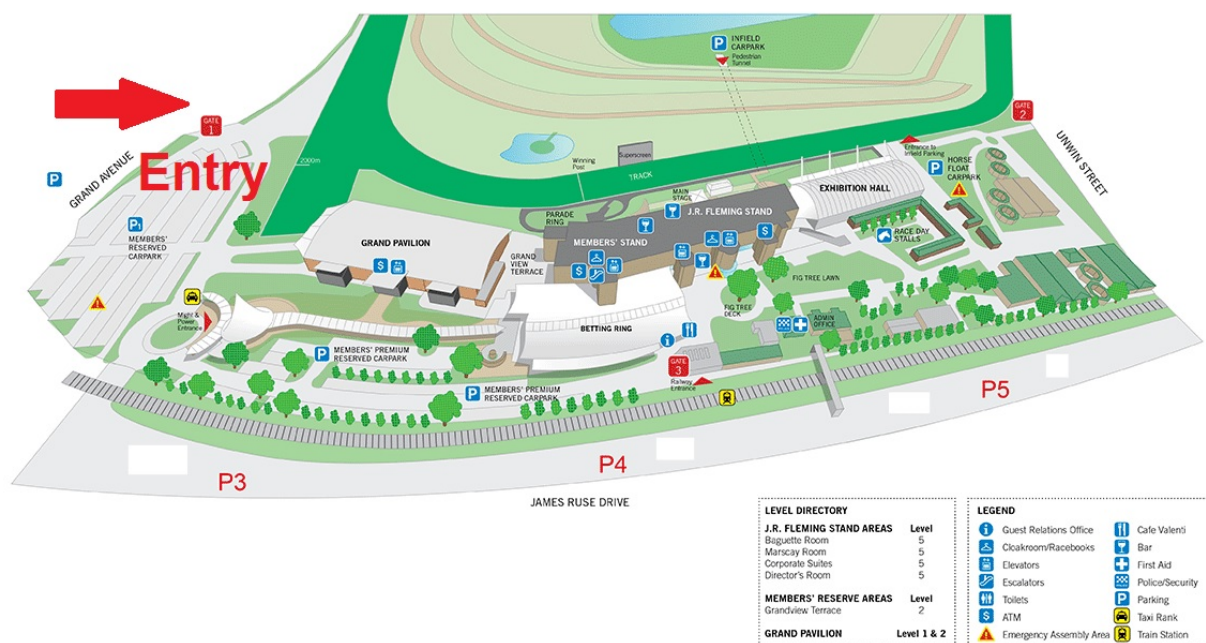 P
INFIELD
CARPARK
Pedestrian
Tunnel
GATE
1
GATE
2
Entry
GRAND AVENUE
UNWIN STREET
P
2000m
Winning
Post
Superscreen
TRACK
Entrance to
Infield Parking
HORSE
FLOAT
CARPARK
P
EXHIBITION HALL
MAIN
STAGE
J.R. FLEMING STAND
PARADE
RING
MEMBERS' STAND
GRAND PAVILION
GRAND
VIEW
TERRACE
P1
MEMBERS'
RESERVED
CARPARK
RACE DAY
STALLS
S
S
S
FIG TREE LAWN
FIG TREE
DECK
Might &
Power
Entrance
BETTING RING
ADMIN
OFFICE
i
P
MEMBERS' PREMIUM
RESERVED CARPARK
P
MEMBERS' PREMIUM
RESERVED CARPARK
GATE
3
Railway
Entrance
P3
P4
P5
JAMES RUSE DRIVE
LEVEL DIRECTORY
J.R. FLEMING STAND AREAS Level
Baguette Room 5
Marscay Room 5
Corporate Suites 5
Director's Room 5
MEMBERS' RESERVE AREAS Level
Grandview Terrace 2
GRAND PAVILION Level 1 & 2
LEGEND
i Guest Relations Office
Cloakroom/Racebooks
Elevators
Escalators
Toilets
S ATM
Emergency Assembly Area
Cafe Valenti
Bar
First Aid
Police/Security
P Parking
Taxi Rank
Train Station